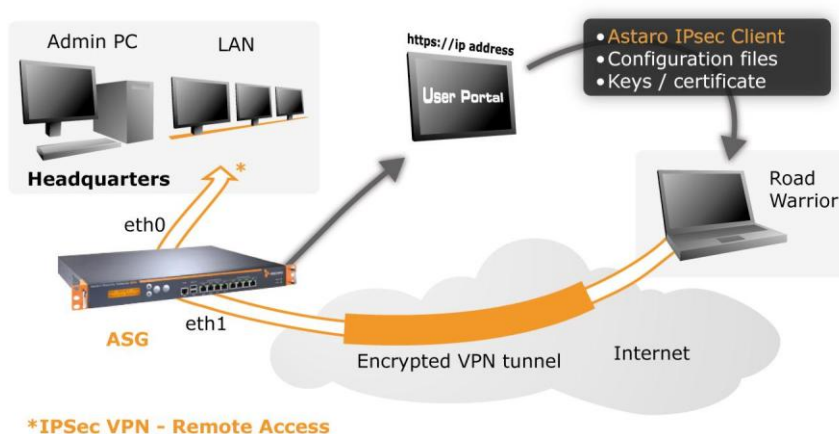 Admin PC
LAN
Headquarters
eth0
*
https://ip address
User Portal
•Astaro IPsec Client
•Configuration files
•Keys / certificate
Road
Warrior
ASG
eth1
Encrypted VPN tunnel
Internet
*IPSec VPN - Remote Access